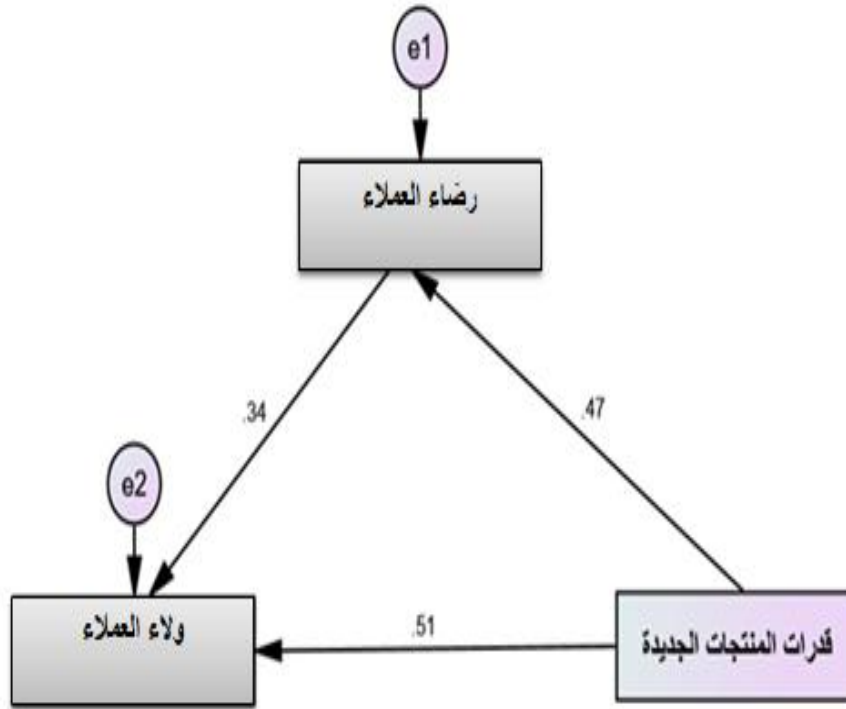 e1
رضاء العملاء
.34
.47
e2
ولاء العملاء
.51
قدرات المنتجات الجديدة